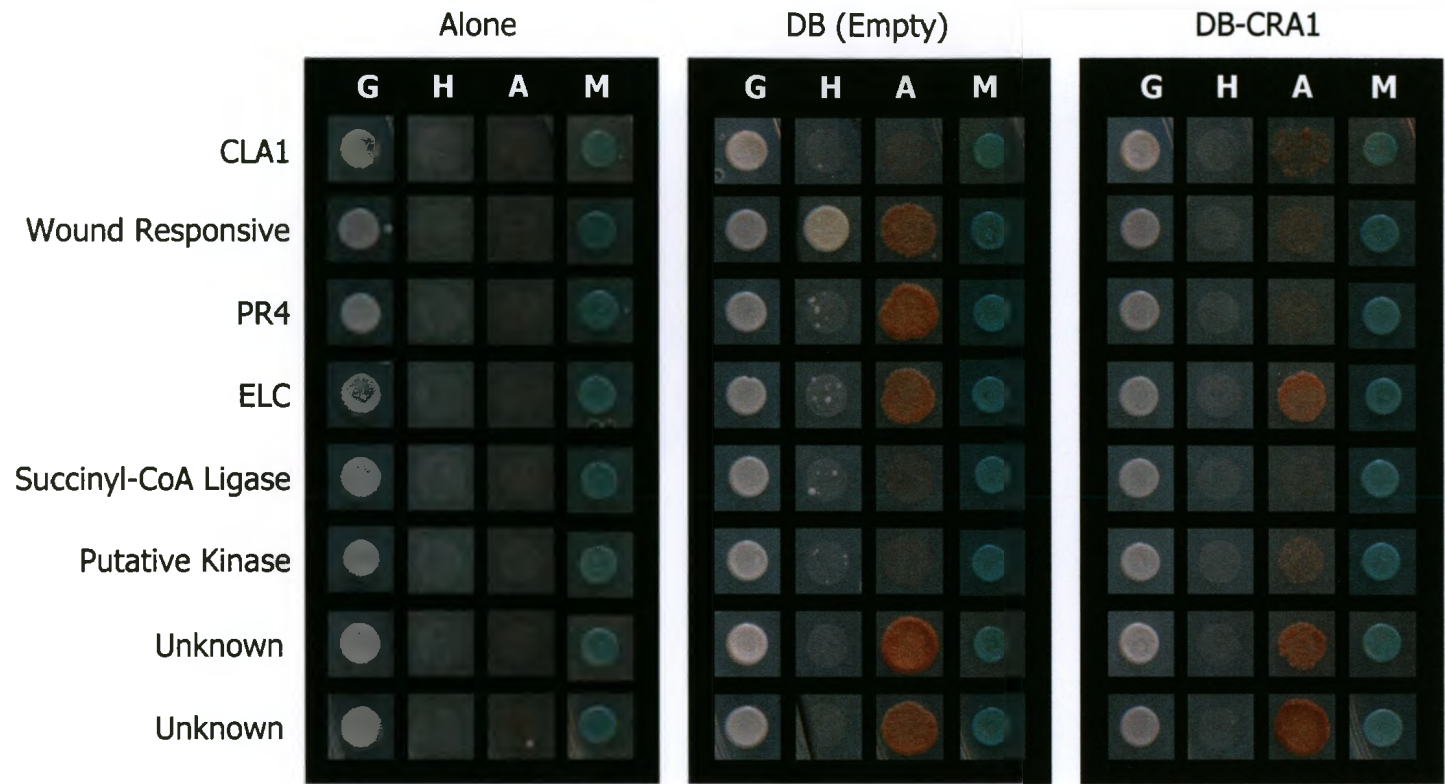 Alone DB (Empty) DB-CRA1
G H A M G H A M G H A M
CLA1
Wound Responsive
PR4
ELC
Succinyl-CoA Ligase
Putative Kinase
Unknown
Unknown